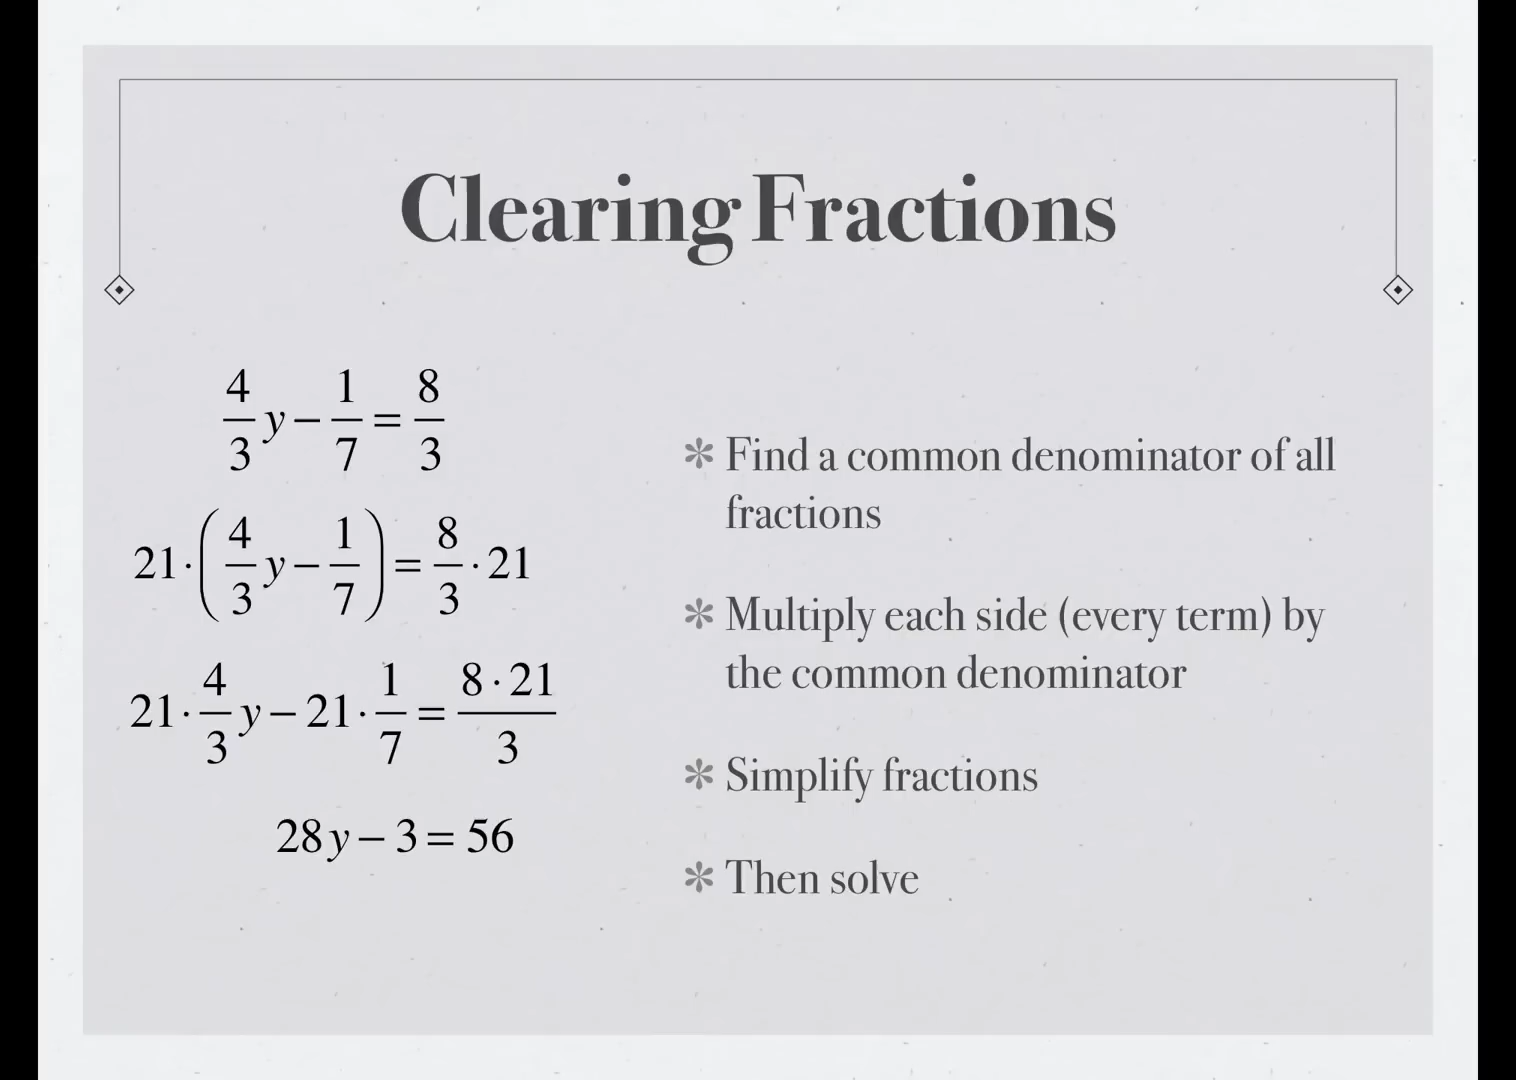 Clearing Fractions
4/3 y − 1/7 = 8/3
21 · (4/3 y − 1/7) = 8/3 · 21
21 · 4/3 y − 21 · 1/7 = 8 · 21/3
28y − 3 = 56
✻ Find a common denominator of all
fractions
✻ Multiply each side (every term) by
the common denominator
✻ Simplify fractions
✻ Then solve